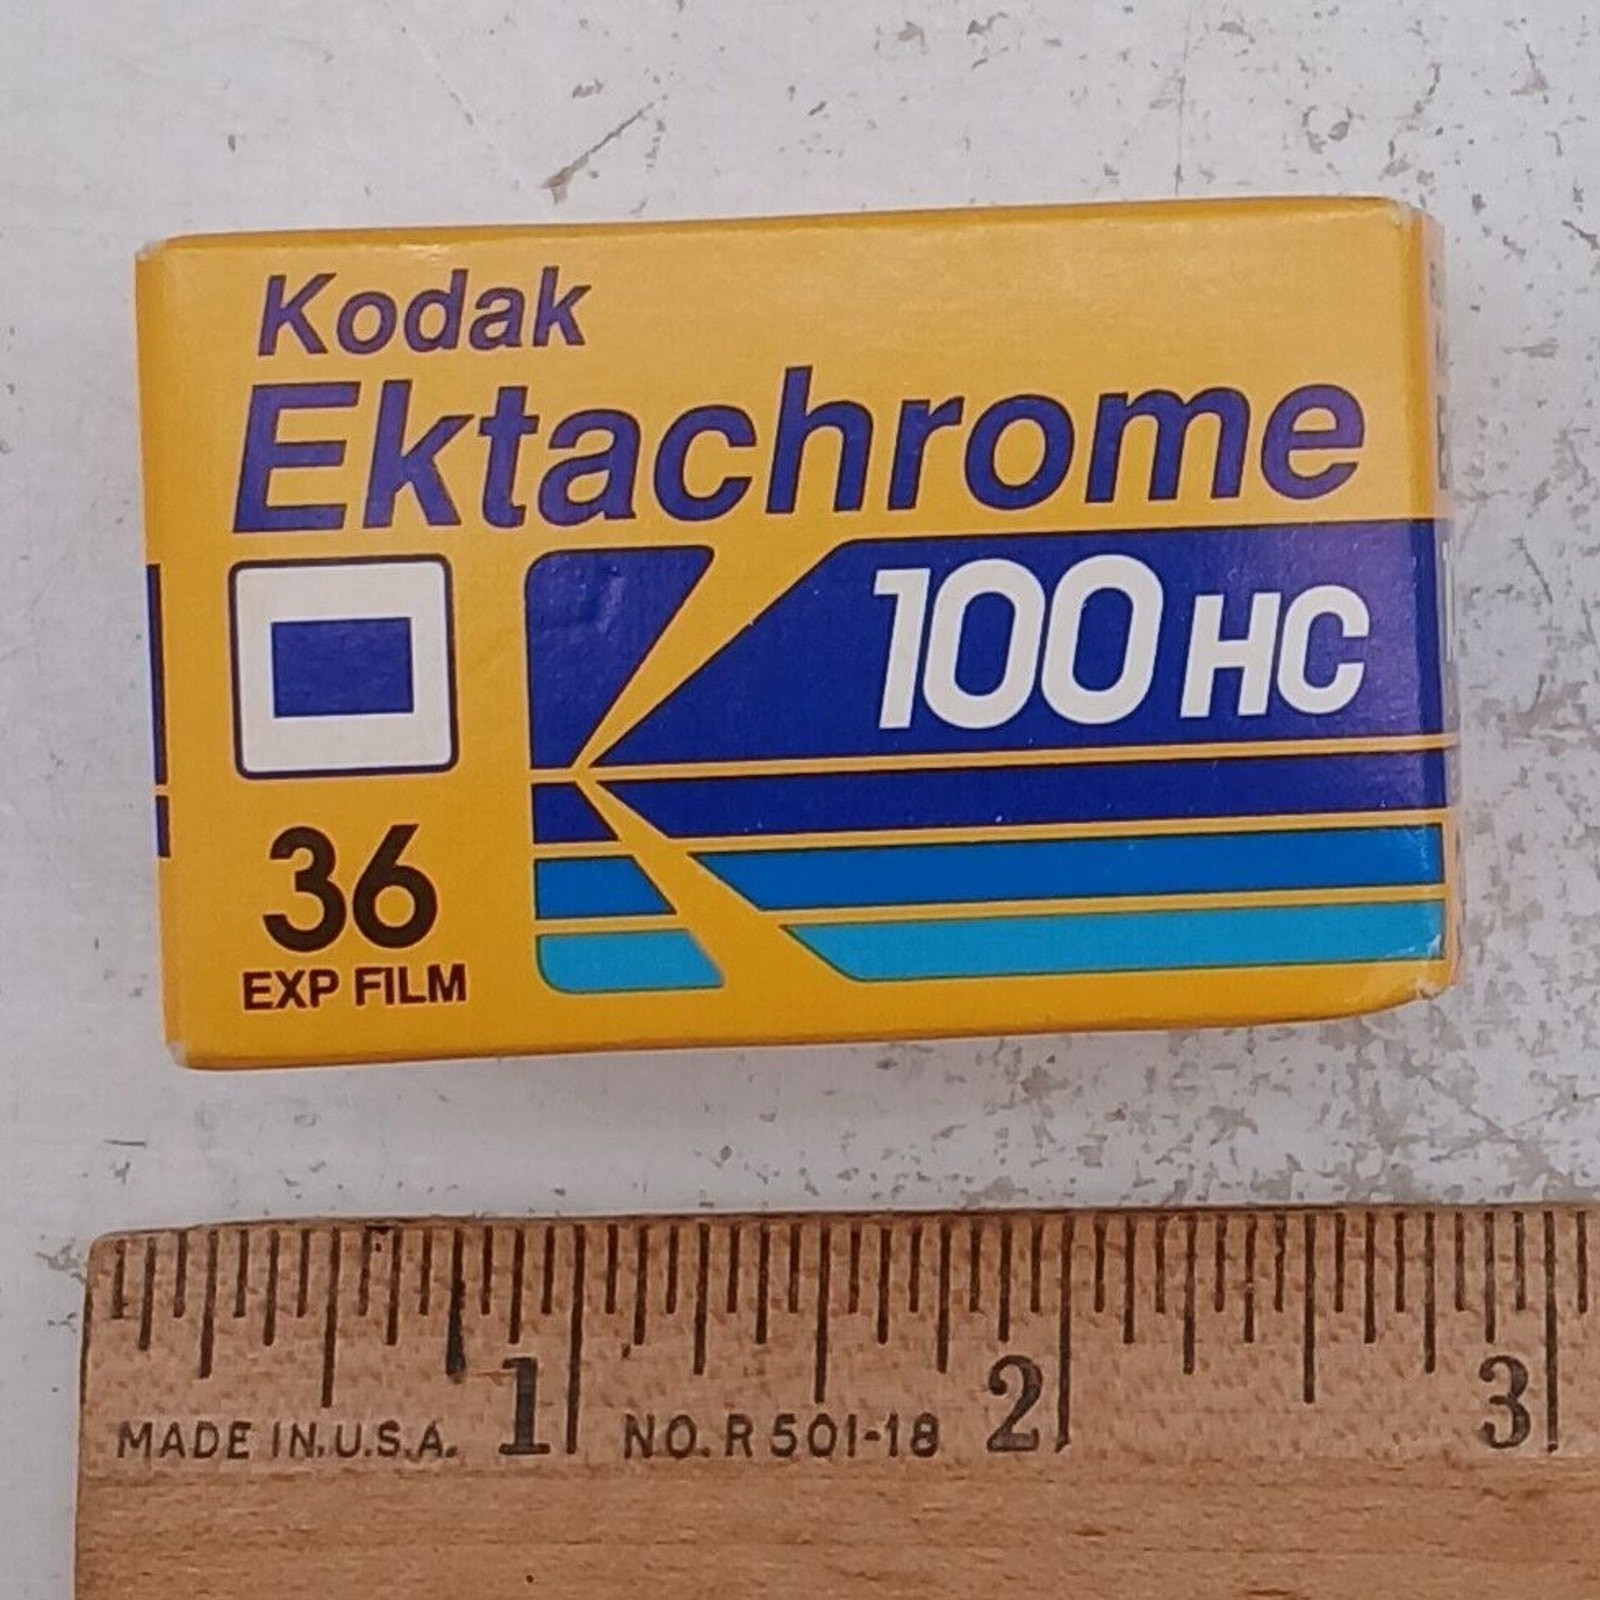 Kodak
Ektachrome
100 HC
36
EXP FILM
1 2 3
MADE IN.U.S.A. NO. R 501-18